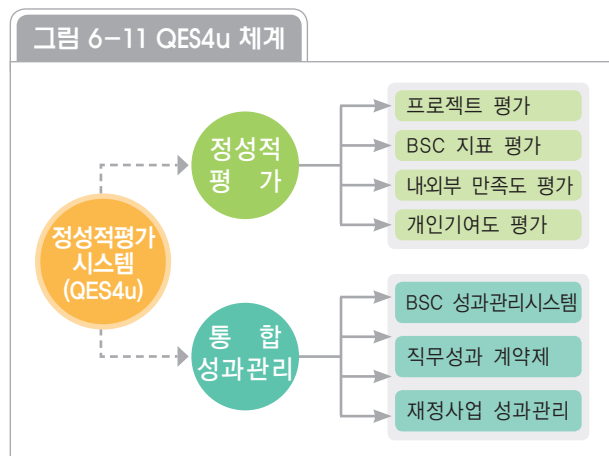 그림 6-11 QES4u 체계
정성적평가
시스템
(QES4u)
정성적
평 가
프로젝트 평가
BSC 지표 평가
내외부 만족도 평가
개인기여도 평가
통 합
성과관리
BSC 성과관리시스템
직무성과 계약제
재정사업 성과관리